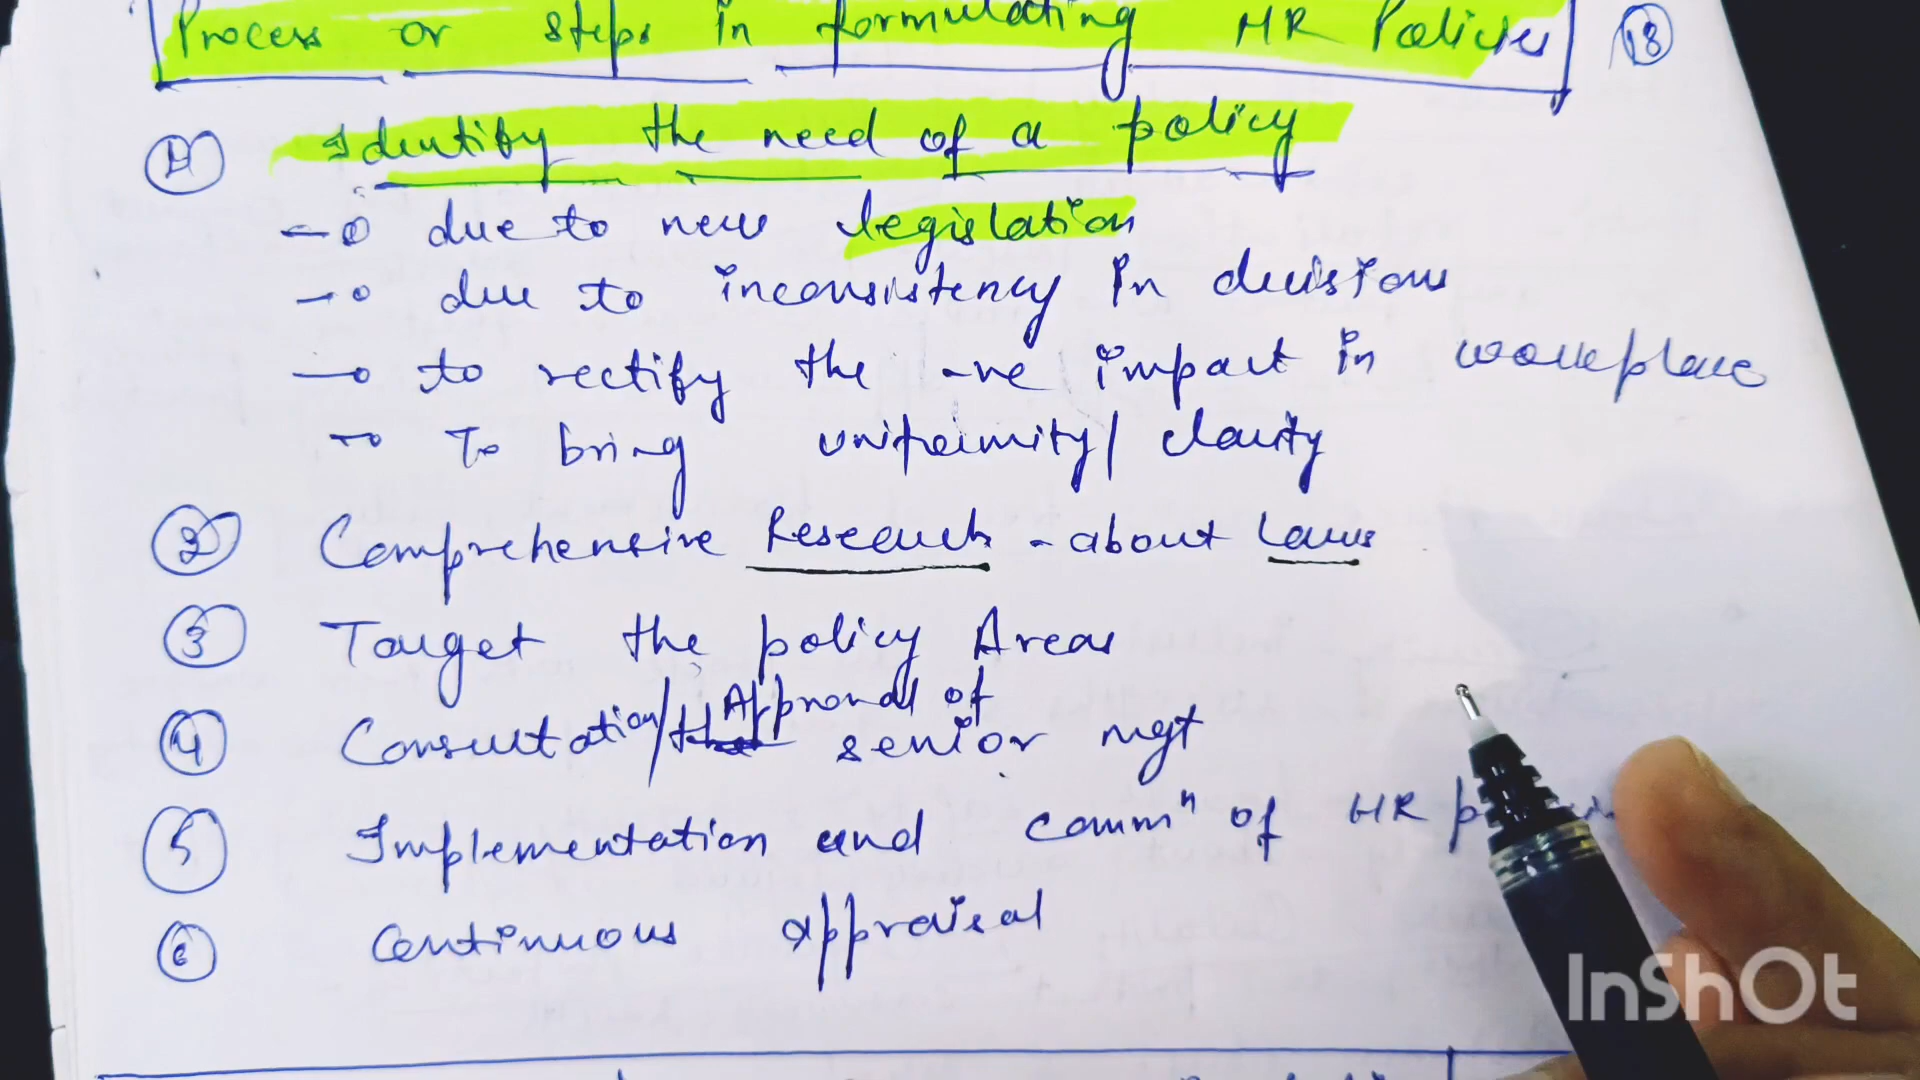 Process or steps in formulating HR Policies 18
1 Identify the need of a policy
due to new legislation
due to inconsistency in decisions
to rectify the -ve impact in workplace
To bring uniformity/ clarity
2 Comprehensive Research - about Laws
3 Target the policy Areas
4 Consultation/ Approval of senior mgt
5 Implementation and commⁿ of HR
6 Continuous appraisal
InShOt